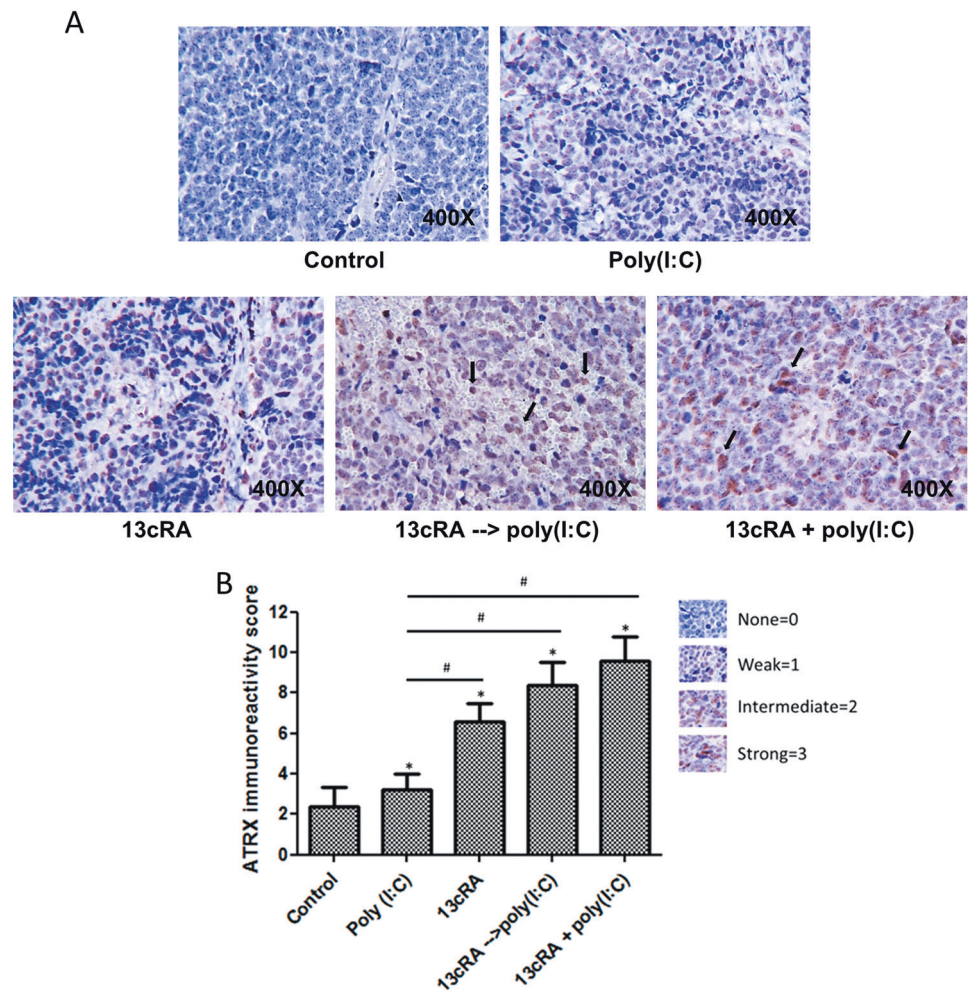 A
400X
400X
Control
Poly(I:C)
400X
400X
400X
13cRA
13cRA --> poly(I:C)
13cRA + poly(I:C)
B
ATRX immunoreactivity score
12
10
8
6
4
2
0
#
#
#
*
*
*
*
Control
Poly (I:C)
13cRA
13cRA -->poly(I:C)
13cRA + poly(I:C)
None=0
Weak=1
Intermediate=2
Strong=3